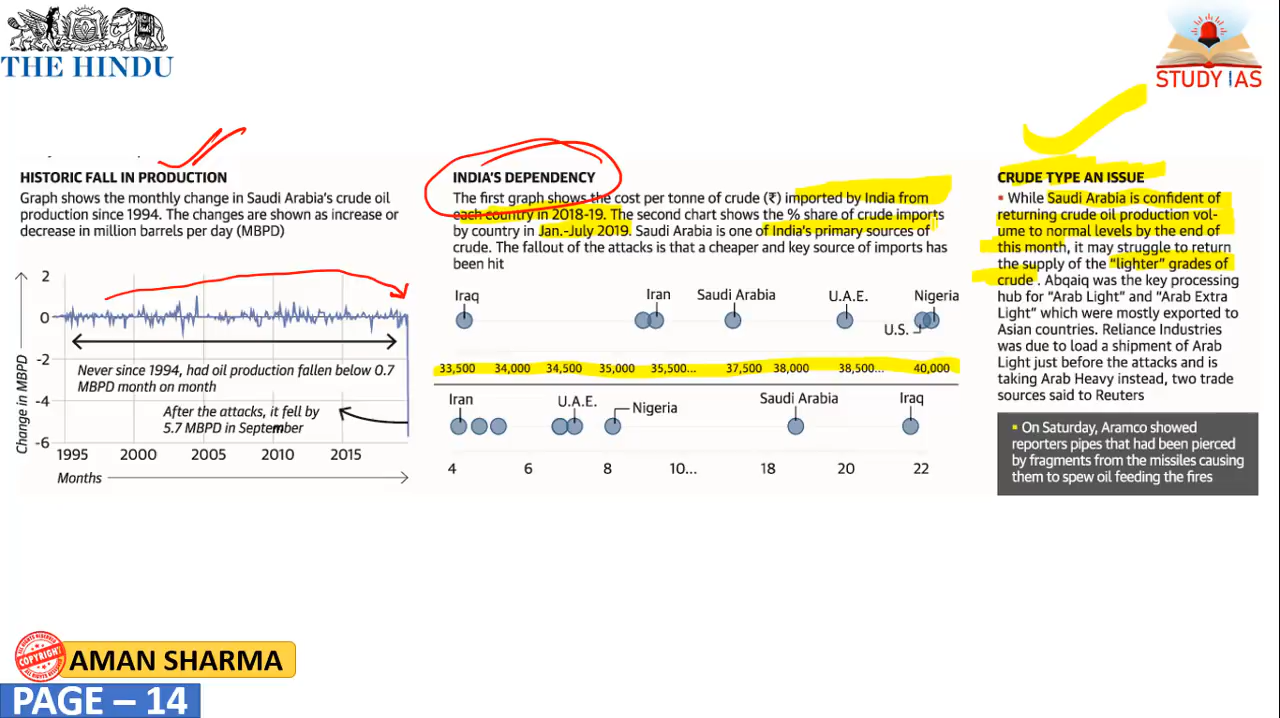 THE HINDU
STUDY IAS
HISTORIC FALL IN PRODUCTION
Graph shows the monthly change in Saudi Arabia's crude oil
production since 1994. The changes are shown as increase or
decrease in million barrels per day (MBPD)
Change in MBPD
2
0
-2
-4
-6
Never since 1994, had oil production fallen below 0.7
MBPD month on month
After the attacks, it fell by
5.7 MBPD in September
1995 2000 2005 2010 2015
Months
INDIA'S DEPENDENCY
The first graph shows the cost per tonne of crude (₹) imported by India from
each country in 2018-19. The second chart shows the % share of crude imports
by country in Jan.-July 2019. Saudi Arabia is one of India's primary sources of
crude. The fallout of the attacks is that a cheaper and key source of imports has
been hit
Iraq Iran Saudi Arabia U.A.E. Nigeria
U.S.
33,500 34,000 34,500 35,000 35,500... 37,500 38,000 38,500... 40,000
Iran U.A.E. Nigeria Saudi Arabia Iraq
4 6 8 10... 18 20 22
CRUDE TYPE AN ISSUE
While Saudi Arabia is confident of
returning crude oil production vol-
ume to normal levels by the end of
this month, it may struggle to return
the supply of the "lighter" grades of
crude . Abqaiq was the key processing
hub for "Arab Light" and "Arab Extra
Light" which were mostly exported to
Asian countries. Reliance Industries
was due to load a shipment of Arab
Light just before the attacks and is
taking Arab Heavy instead, two trade
sources said to Reuters
On Saturday, Aramco showed
reporters pipes that had been pierced
by fragments from the missiles causing
them to spew oil feeding the fires
COPYRIGHT
AMAN SHARMA
PAGE – 14